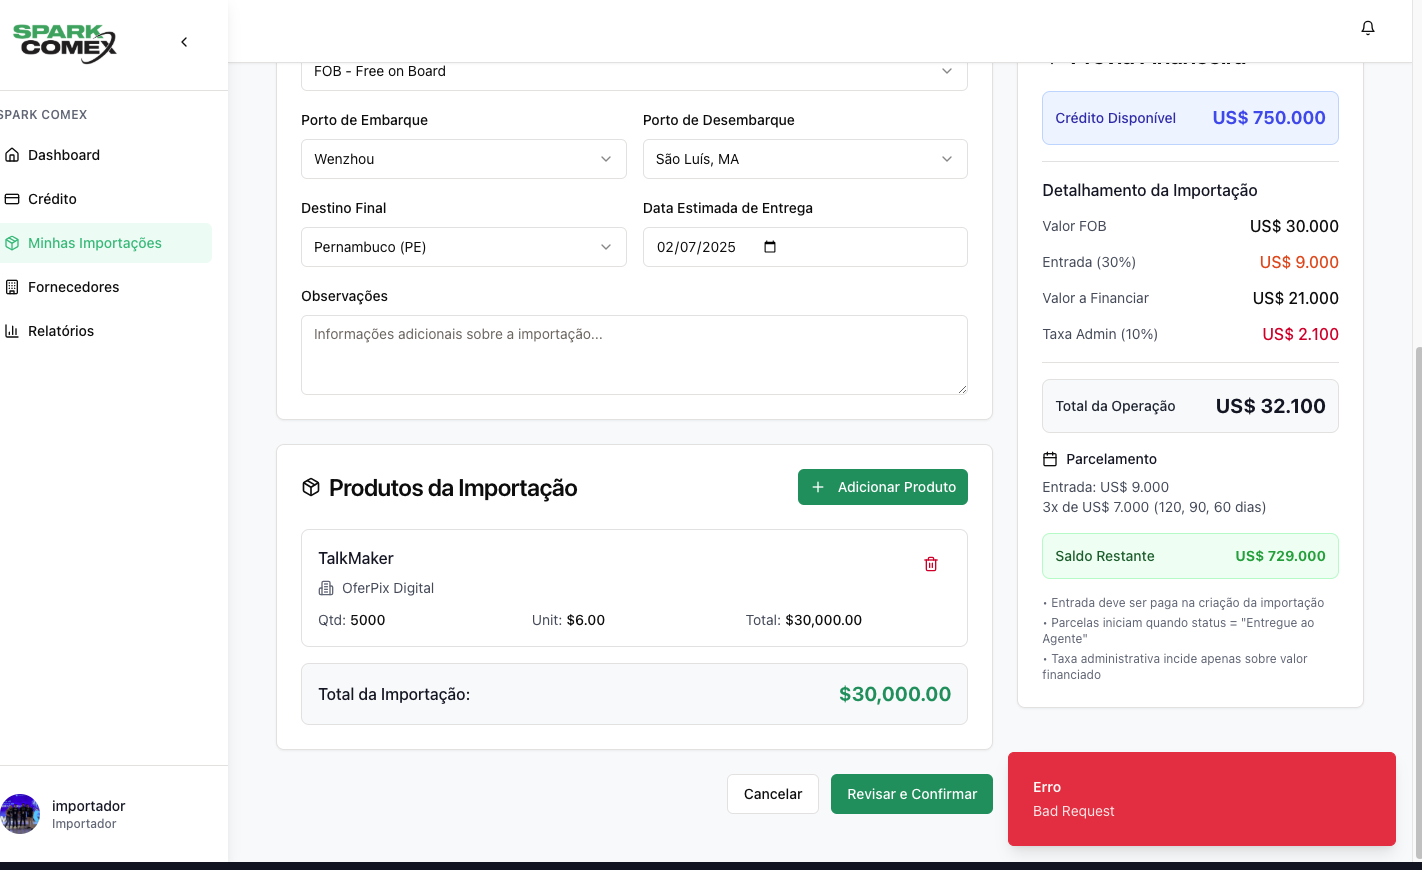 SPARK
COMEX
SPARK COMEX
Dashboard
Crédito
Minhas Importações
Fornecedores
Relatórios
importador
Importador
FOB - Free on Board
Porto de Embarque
Porto de Desembarque
Wenzhou
São Luís, MA
Destino Final
Data Estimada de Entrega
Pernambuco (PE)
02/07/2025
Observações
Informações adicionais sobre a importação...
Produtos da Importação
Adicionar Produto
TalkMaker
OferPix Digital
Qtd: 5000
Unit: $6.00
Total: $30,000.00
Total da Importação:
$30,000.00
Cancelar
Revisar e Confirmar
Crédito Disponível
US$ 750.000
Detalhamento da Importação
Valor FOB
US$ 30.000
Entrada (30%)
US$ 9.000
Valor a Financiar
US$ 21.000
Taxa Admin (10%)
US$ 2.100
Total da Operação
US$ 32.100
Parcelamento
Entrada: US$ 9.000
3x de US$ 7.000 (120, 90, 60 dias)
Saldo Restante
US$ 729.000
• Entrada deve ser paga na criação da importação
• Parcelas iniciam quando status = "Entregue ao
Agente"
• Taxa administrativa incide apenas sobre valor
financiado
Erro
Bad Request